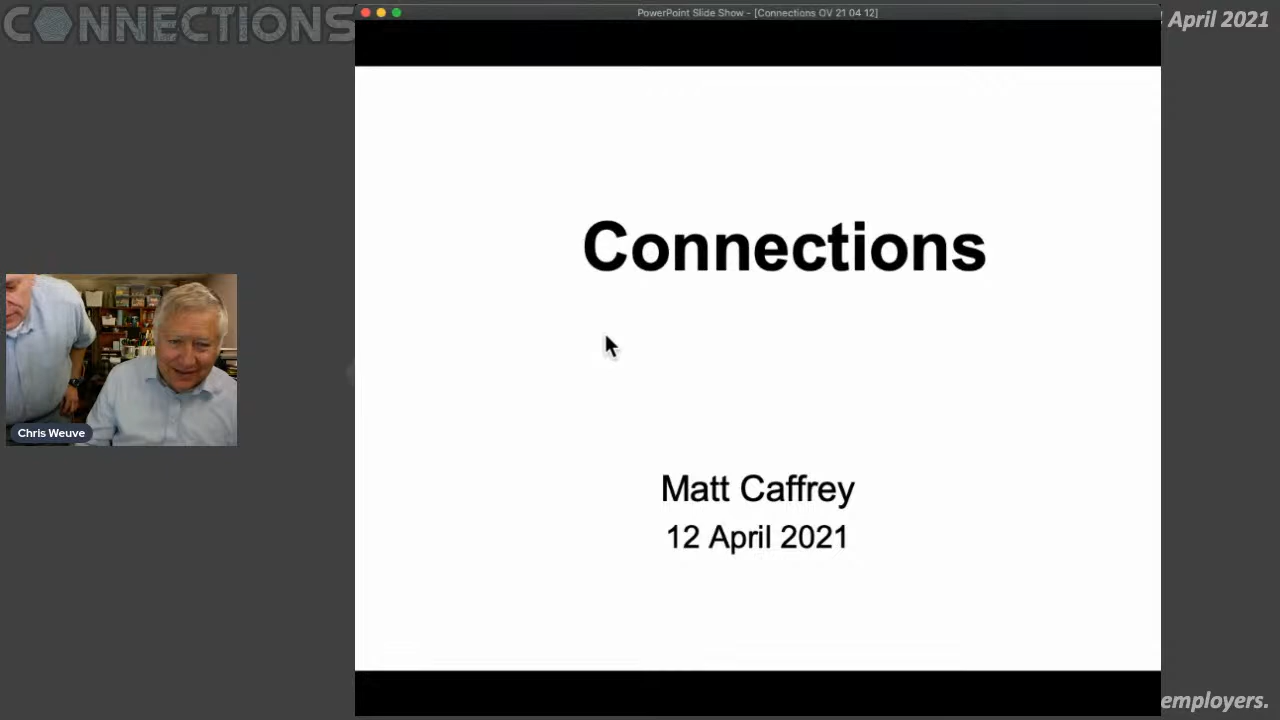 CONNECTIONS
PowerPoint Slide Show - [Connections OV 21 04 12]
April 2021
Connections
Chris Weuve
Matt Caffrey
12 April 2021
employers.